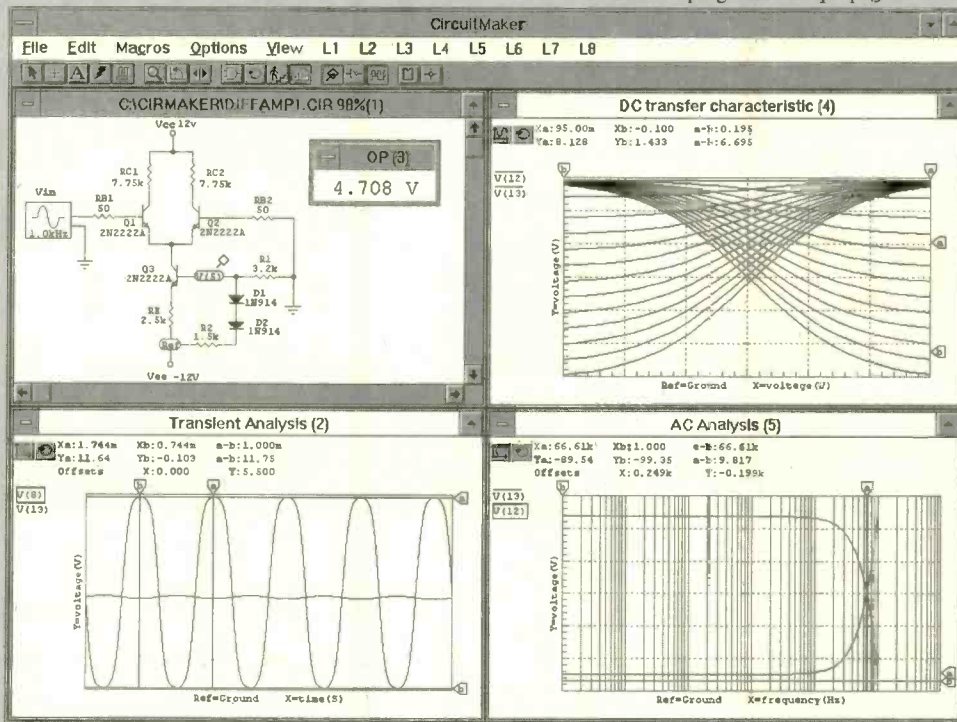 CircuitMaker
File Edit Macros Options View L1 L2 L3 L4 L5 L6 L7 L8
C:\CIRMAKER\DIFFAMP1.CIR 98%(1)
Vcc 12v
RC1
7.75k
RC2
7.75k
Vin
1.0kHz
RB1
50
Q1
2N2222A
Q2
2N2222A
RB2
50
Q3
2N2222A
V(5)
R1
3.2k
D1
1N914
D2
1N914
RE
2.5k
R2
1.5k
Ref
Vee -12V
OP (3)
4.708 V
DC transfer characteristic (4)
Xa:95.00m Xb:-0.100 a-b:0.195
Ya:8.128 Yb:1.433 a-b:6.695
b a
V(12)
V(13)
Y=voltage(V)
a
b
Ref=Ground X=voltage(V)
Transient Analysis (2)
Xa:1.744m Xb:0.744m a-b:1.000m
Ya:11.64 Yb:-0.103 a-b:11.75
Offsets X:0.000 Y:5.500
b a
V(8)
V(13)
Y=voltage(V)
a
b
Ref=Ground X=time(S)
AC Analysis (5)
Xa:66.61k Xb:1.000 a-b:66.61k
Ya:-89.54 Yb:-99.35 a-b:9.817
Offsets X:0.249k Y:-0.199k
b a
V(13)
V(12)
Y=voltage(V)
b
Ref=Ground X=frequency(Hz)